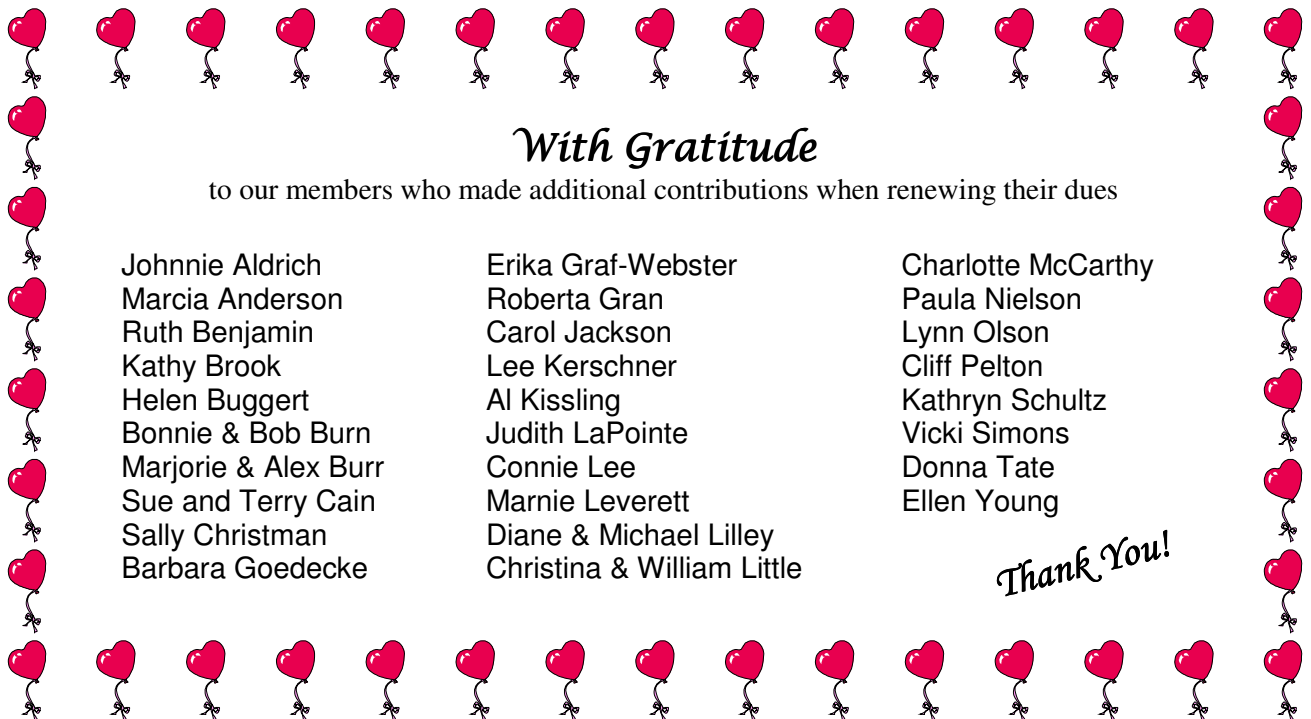 With Gratitude
to our members who made additional contributions when renewing their dues
Johnnie Aldrich
Marcia Anderson
Ruth Benjamin
Kathy Brook
Helen Buggert
Bonnie & Bob Burn
Marjorie & Alex Burr
Sue and Terry Cain
Sally Christman
Barbara Goedecke
Erika Graf-Webster
Roberta Gran
Carol Jackson
Lee Kerschner
Al Kissling
Judith LaPointe
Connie Lee
Marnie Leverett
Diane & Michael Lilley
Christina & William Little
Charlotte McCarthy
Paula Nielson
Lynn Olson
Cliff Pelton
Kathryn Schultz
Vicki Simons
Donna Tate
Ellen Young
Thank You!